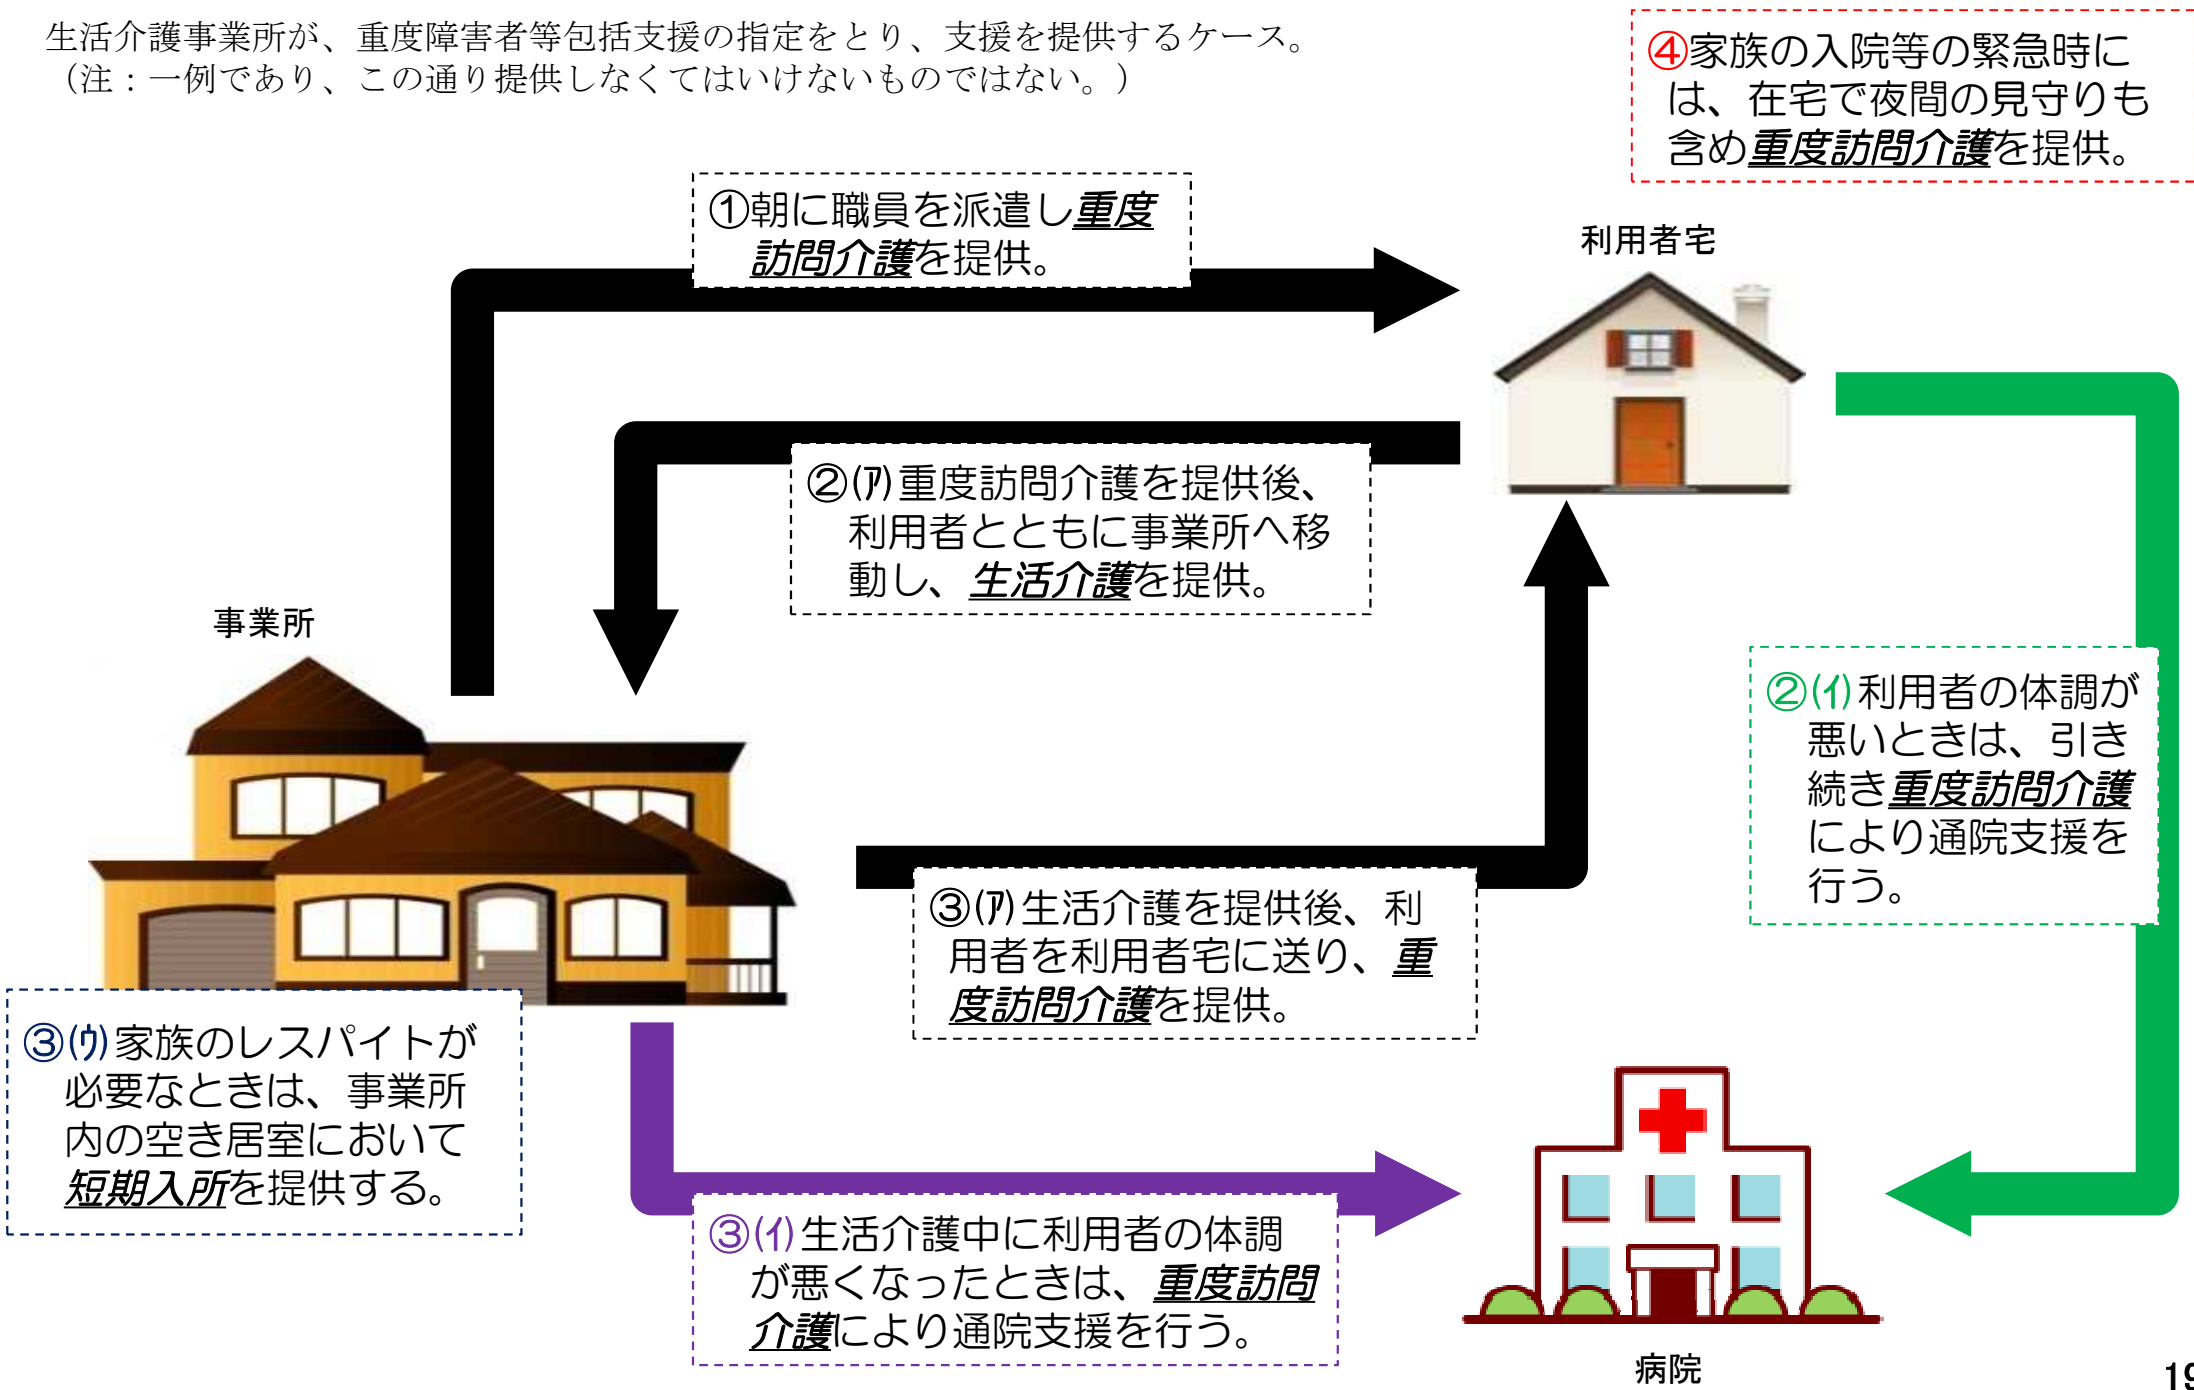 生活介護事業所が、重度障害者等包括支援の指定をとり、支援を提供するケース。
（注：一例であり、この通り提供しなくてはいけないものではない。）
④家族の入院等の緊急時に
は、在宅で夜間の見守りも
含め重度訪問介護を提供。
①朝に職員を派遣し重度
訪問介護を提供。
利用者宅
②(ｱ)重度訪問介護を提供後、
利用者とともに事業所へ移
動し、生活介護を提供。
事業所
②(ｲ)利用者の体調が
悪いときは、引き
続き重度訪問介護
により通院支援を
行う。
③(ｱ)生活介護を提供後、利
用者を利用者宅に送り、重
度訪問介護を提供。
③(ｳ)家族のレスパイトが
必要なときは、事業所
内の空き居室において
短期入所を提供する。
③(ｲ)生活介護中に利用者の体調
が悪くなったときは、重度訪問
介護により通院支援を行う。
病院
19